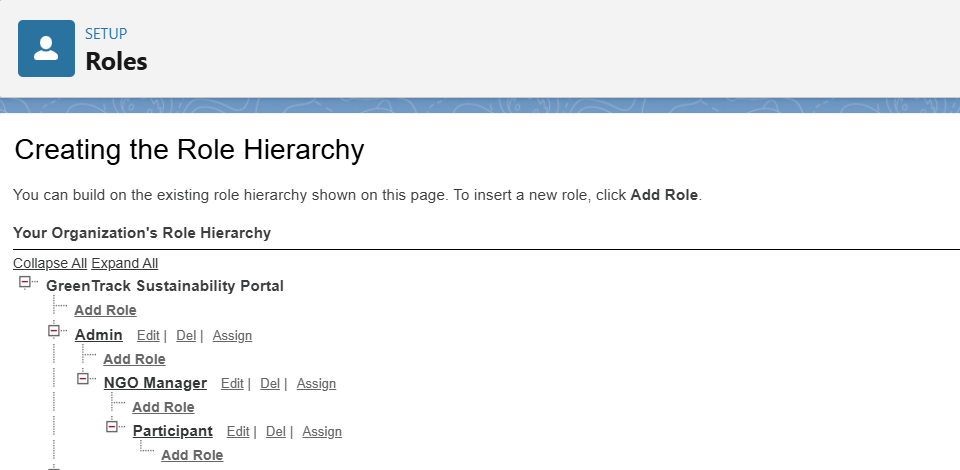 SETUP
Roles
Creating the Role Hierarchy
You can build on the existing role hierarchy shown on this page. To insert a new role, click Add Role.
Your Organization's Role Hierarchy
Collapse All Expand All
GreenTrack Sustainability Portal
Add Role
Admin Edit | Del | Assign
Add Role
NGO Manager Edit | Del | Assign
Add Role
Participant Edit | Del | Assign
Add Role